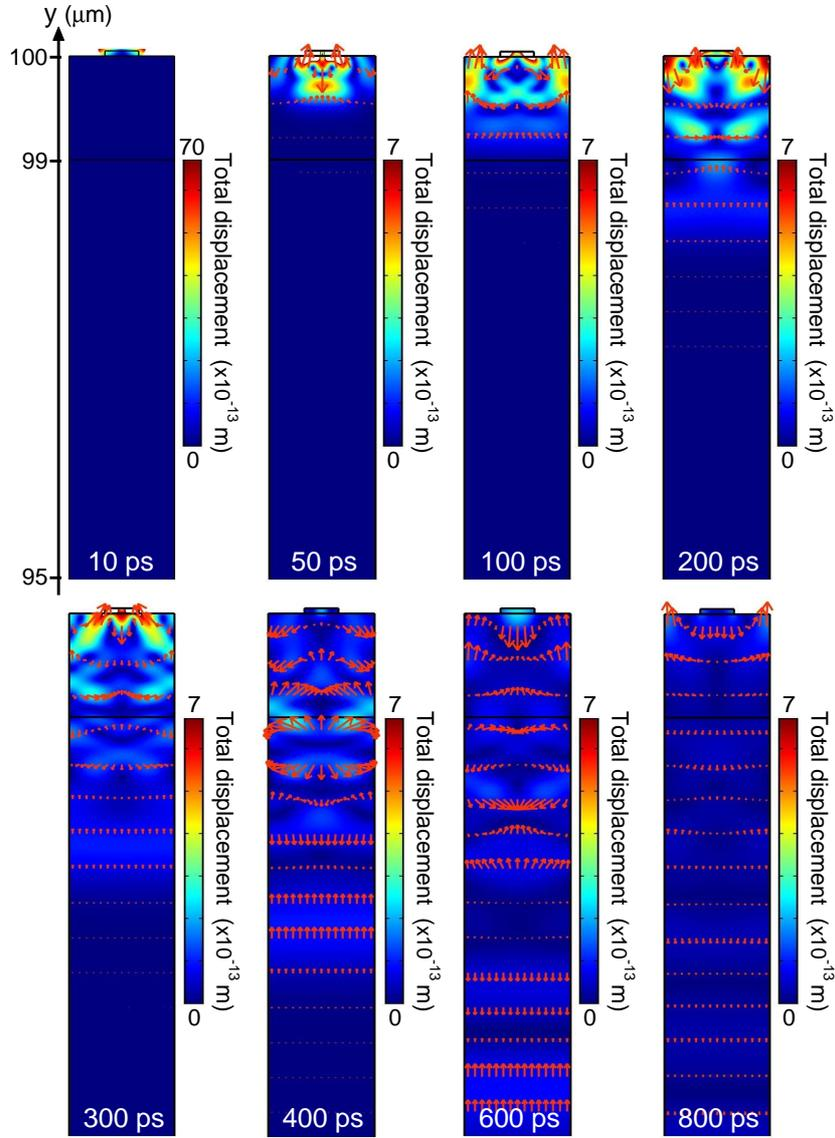 y (μm)
100
99
95
70
Total displacement (x10⁻¹³ m)
0
10 ps
7
Total displacement (x10⁻¹³ m)
0
50 ps
7
Total displacement (x10⁻¹³ m)
0
100 ps
7
Total displacement (x10⁻¹³ m)
0
200 ps
7
Total displacement (x10⁻¹³ m)
0
300 ps
7
Total displacement (x10⁻¹³ m)
0
400 ps
7
Total displacement (x10⁻¹³ m)
0
600 ps
7
Total displacement (x10⁻¹³ m)
0
800 ps